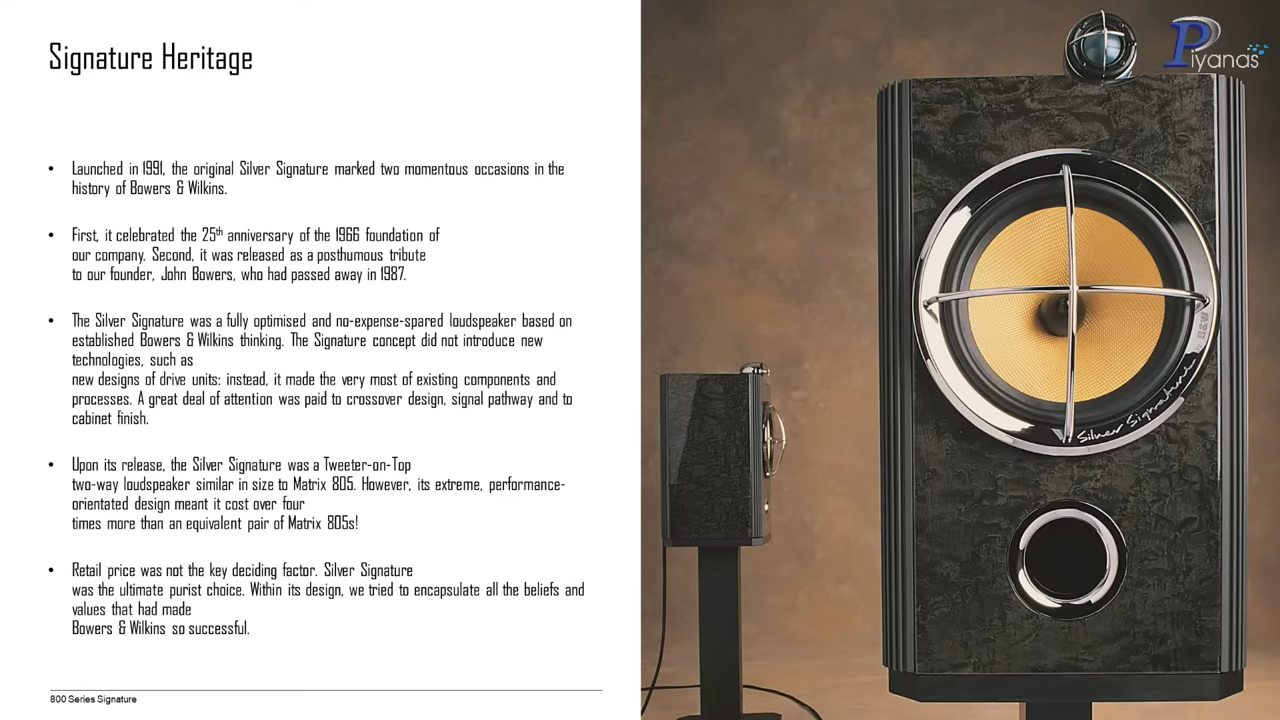 Signature Heritage
Piyanas
• Launched in 1991, the original Silver Signature marked two momentous occasions in the
history of Bowers & Wilkins.
• First, it celebrated the 25th anniversary of the 1966 foundation of
our company. Second, it was released as a posthumous tribute
to our founder, John Bowers, who had passed away in 1987.
• The Silver Signature was a fully optimised and no-expense-spared loudspeaker based on
established Bowers & Wilkins thinking. The Signature concept did not introduce new
technologies, such as
new designs of drive units: instead, it made the very most of existing components and
processes. A great deal of attention was paid to crossover design, signal pathway and to
cabinet finish.
• Upon its release, the Silver Signature was a Tweeter-on-Top
two-way loudspeaker similar in size to Matrix 805. However, its extreme, performance-
orientated design meant it cost over four
times more than an equivalent pair of Matrix 805s!
• Retail price was not the key deciding factor. Silver Signature
was the ultimate purist choice. Within its design, we tried to encapsulate all the beliefs and
values that had made
Bowers & Wilkins so successful.
800 Series Signature
B&W
Silver Signature